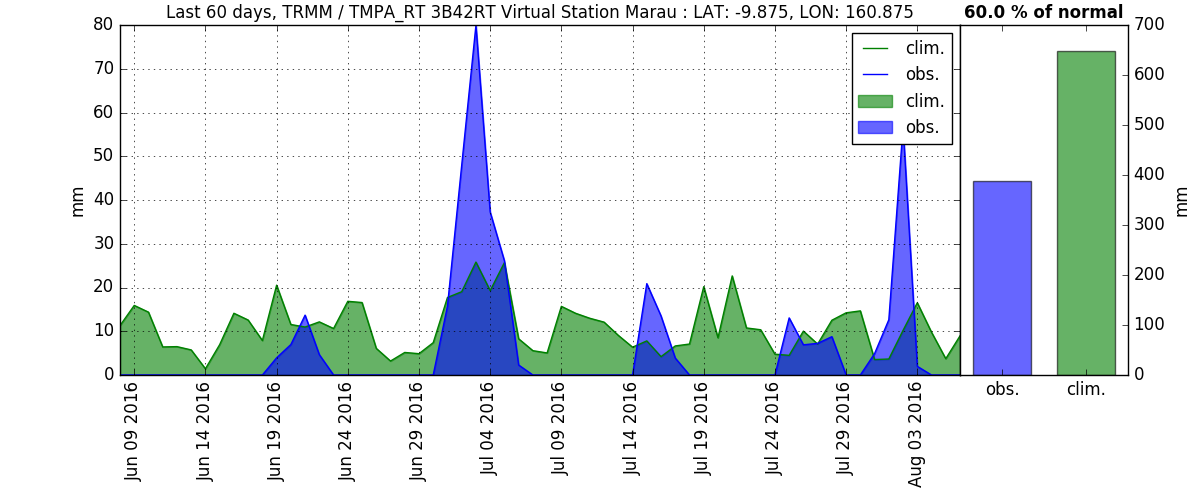 Last 60 days, TRMM / TMPA_RT 3B42RT Virtual Station Marau : LAT: -9.875, LON: 160.875
60.0 % of normal
80
70
60
50
40
30
20
10
0
mm
clim.
obs.
clim.
obs.
Jun 09 2016
Jun 14 2016
Jun 19 2016
Jun 24 2016
Jun 29 2016
Jul 04 2016
Jul 09 2016
Jul 14 2016
Jul 19 2016
Jul 24 2016
Jul 29 2016
Aug 03 2016
700
600
500
400
300
200
100
0
mm
obs.
clim.